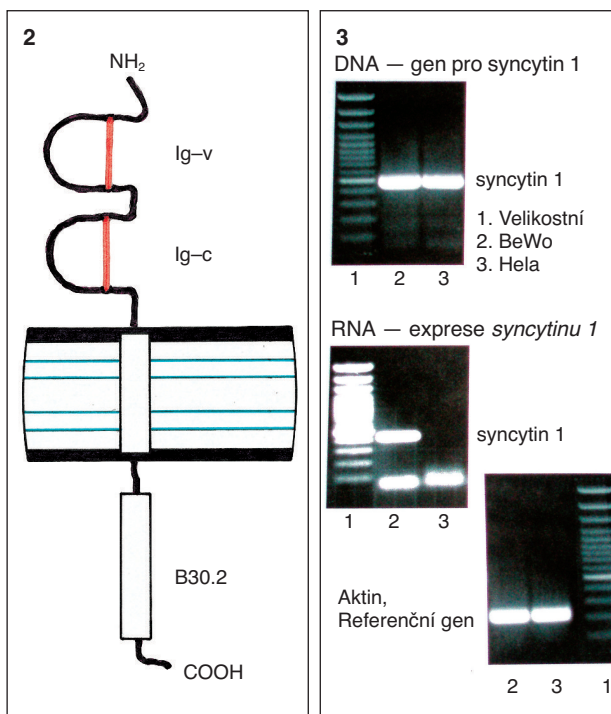 2
NH₂
Ig–v
Ig–c
B30.2
COOH
3
DNA — gen pro syncytin 1
syncytin 1
1. Velikostní
2. BeWo
3. Hela
1 2 3
RNA — exprese syncytinu 1
syncytin 1
1 2 3
Aktin,
Referenční gen
2 3 1